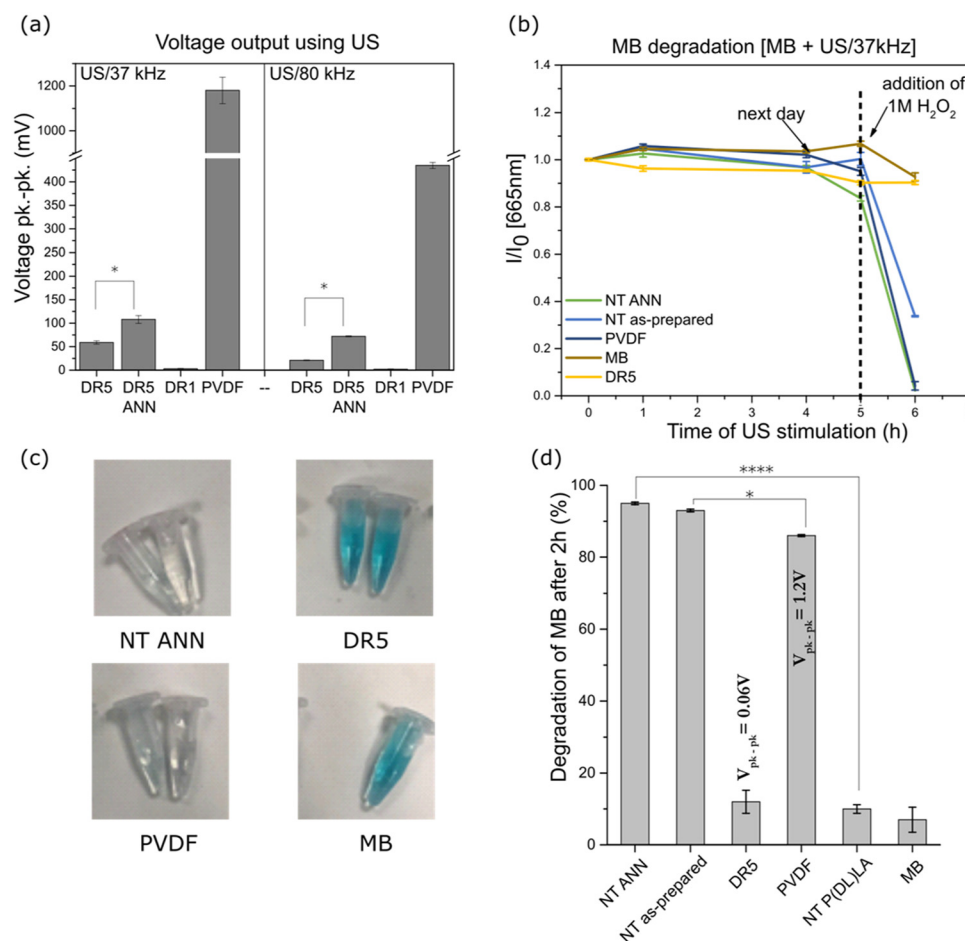 (a)
Voltage output using US
US/37 kHz
US/80 kHz
Voltage pk.-pk. (mV)
1200
1000
400
450
350
300
250
200
150
100
50
0
*
*
DR5 DR5 DR1 PVDF -- DR5 DR5 DR1 PVDF
ANN ANN
(b)
MB degradation [MB + US/37kHz]
I/I₀ [665nm]
1.4
1.2
1.0
0.8
0.6
0.4
0.2
0.0
next day
addition of
1M H₂O₂
NT ANN
NT as-prepared
PVDF
MB
DR5
0 1 2 3 4 5 6
Time of US stimulation (h)
(c)
NT ANN
DR5
PVDF
MB
(d)
Degradation of MB after 2h (%)
100
80
60
40
20
0
****
*
V pk - pk = 0.06V
V pk - pk = 1.2V
NT ANN
NT as-prepared
DR5
PVDF
NT P(DL)LA
MB